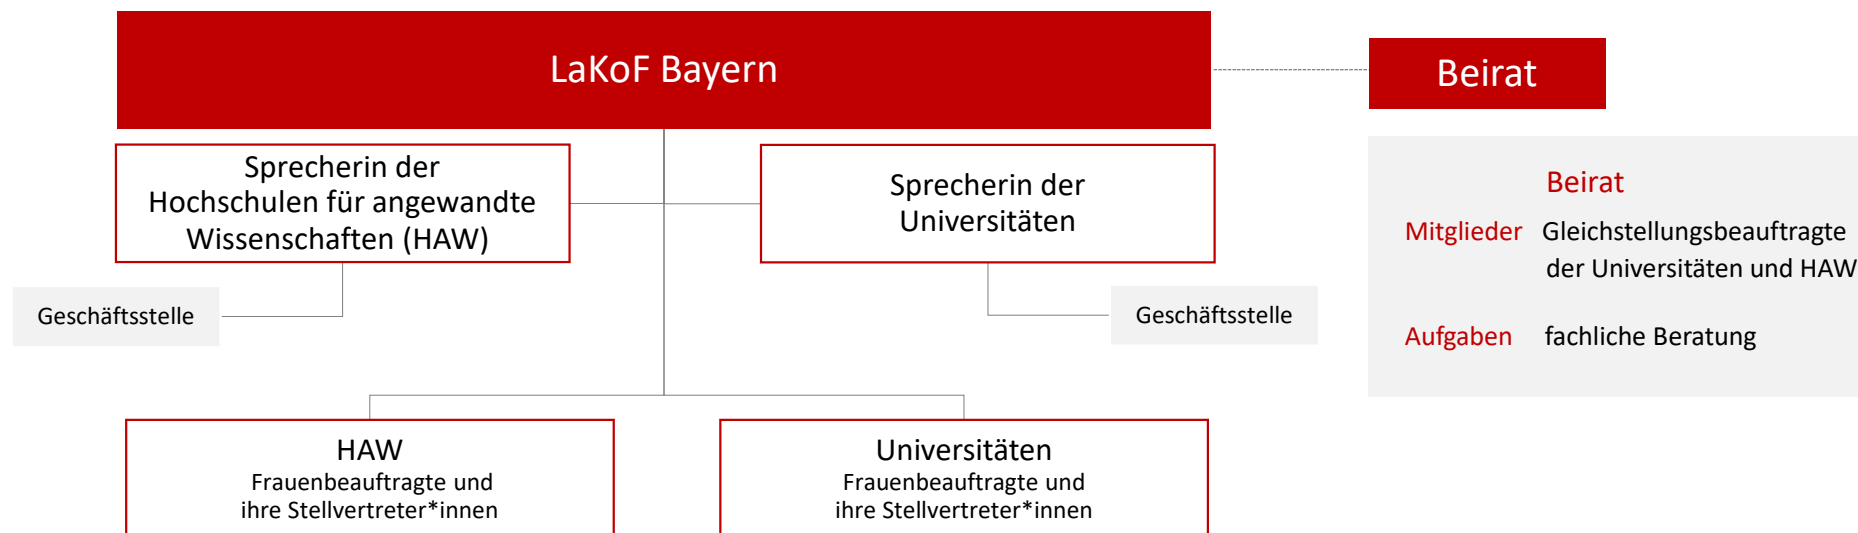 LaKoF Bayern
Beirat
Sprecherin der
Hochschulen für angewandte
Wissenschaften (HAW)
Sprecherin der
Universitäten
Geschäftsstelle
Geschäftsstelle
Beirat
Mitglieder Gleichstellungsbeauftragte
der Universitäten und HAW
Aufgaben fachliche Beratung
HAW
Frauenbeauftragte und
ihre Stellvertreter*innen
Universitäten
Frauenbeauftragte und
ihre Stellvertreter*innen